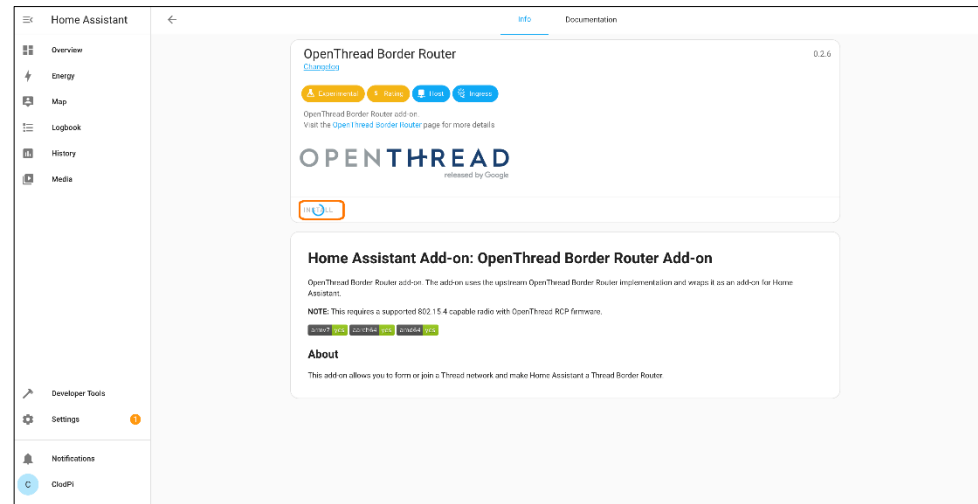 Home Assistant
Overview
Energy
Map
Logbook
History
Media
Developer Tools
Settings
1
Notifications
C
ClodPi
Info
Documentation
OpenThread Border Router
0.2.6
Changelog
Experimental
Rating
Host
Ingress
OpenThread Border Router add-on.
Visit the OpenThread Border Router page for more details
OPENTHREAD
released by Google
INSTALL
Home Assistant Add-on: OpenThread Border Router Add-on
OpenThread Border Router add-on. The add-on uses the upstream OpenThread Border Router implementation and wraps it as an add-on for Home
Assistant.
NOTE: This requires a supported 802.15.4 capable radio with OpenThread RCP firmware.
armv7 yes aarch64 yes amd64 yes
About
This add-on allows you to form or join a Thread network and make Home Assistant a Thread Border Router.